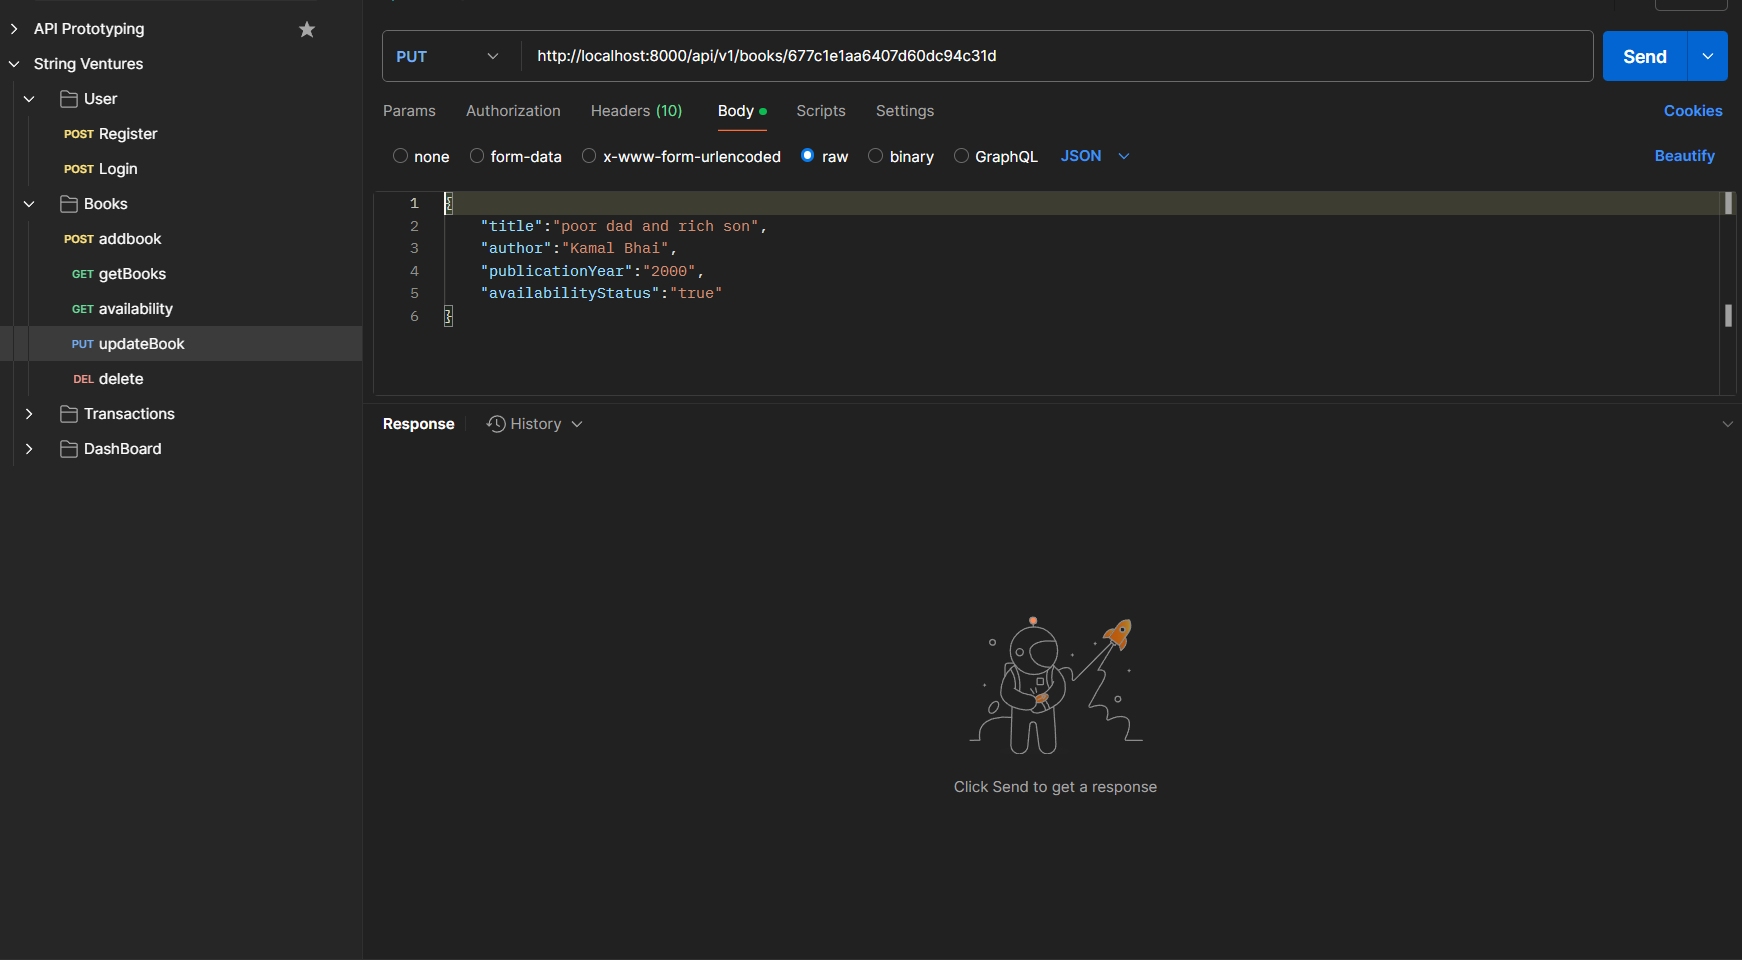 API Prototyping
String Ventures
User
POST Register
POST Login
Books
POST addbook
GET getBooks
GET availability
PUT updateBook
DEL delete
Transactions
DashBoard
PUT http://localhost:8000/api/v1/books/677c1e1aa6407d60dc94c31d Send
Params Authorization Headers (10) Body Scripts Settings Cookies
none form-data x-www-form-urlencoded raw binary GraphQL JSON Beautify
1 {
2 "title":"poor dad and rich son",
3 "author":"Kamal Bhai",
4 "publicationYear":"2000",
5 "availabilityStatus":"true"
6 }
Response History
Click Send to get a response